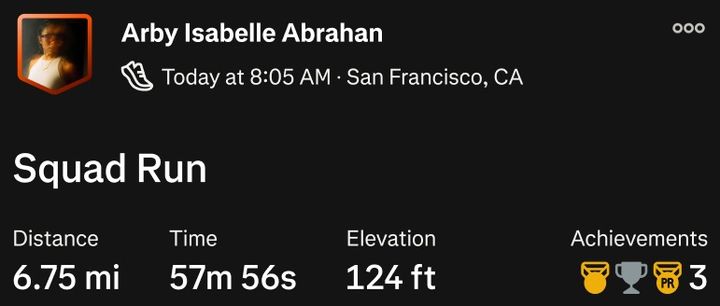 Arby Isabelle Abrahan
Today at 8:05 AM · San Francisco, CA
Squad Run
Distance Time Elevation Achievements
6.75 mi 57m 56s 124 ft PR 3